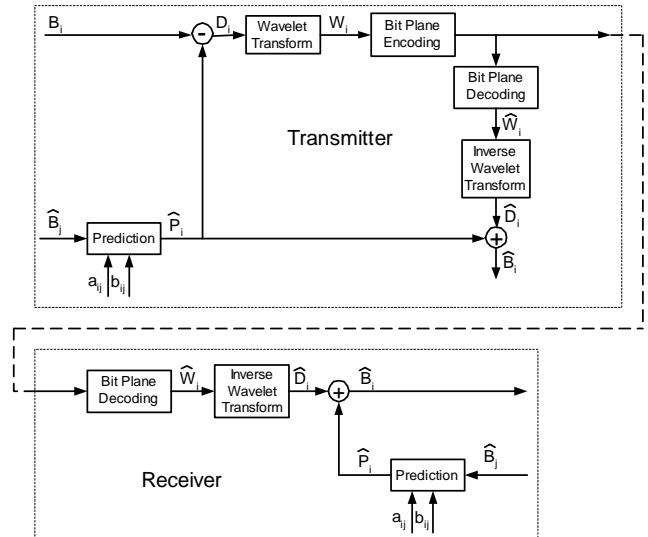 B_i
D_i
Wavelet
Transform
W_i
Bit Plane
Encoding
Bit Plane
Decoding
Ŵ_i
Transmitter
Inverse
Wavelet
Transform
D̂_i
B̂_j
Prediction
P̂_i
B̂_i
a_ij
b_ij
Bit Plane
Decoding
Ŵ_i
Inverse
Wavelet
Transform
D̂_i
B̂_i
Receiver
P̂_i
Prediction
B̂_j
a_ij
b_ij